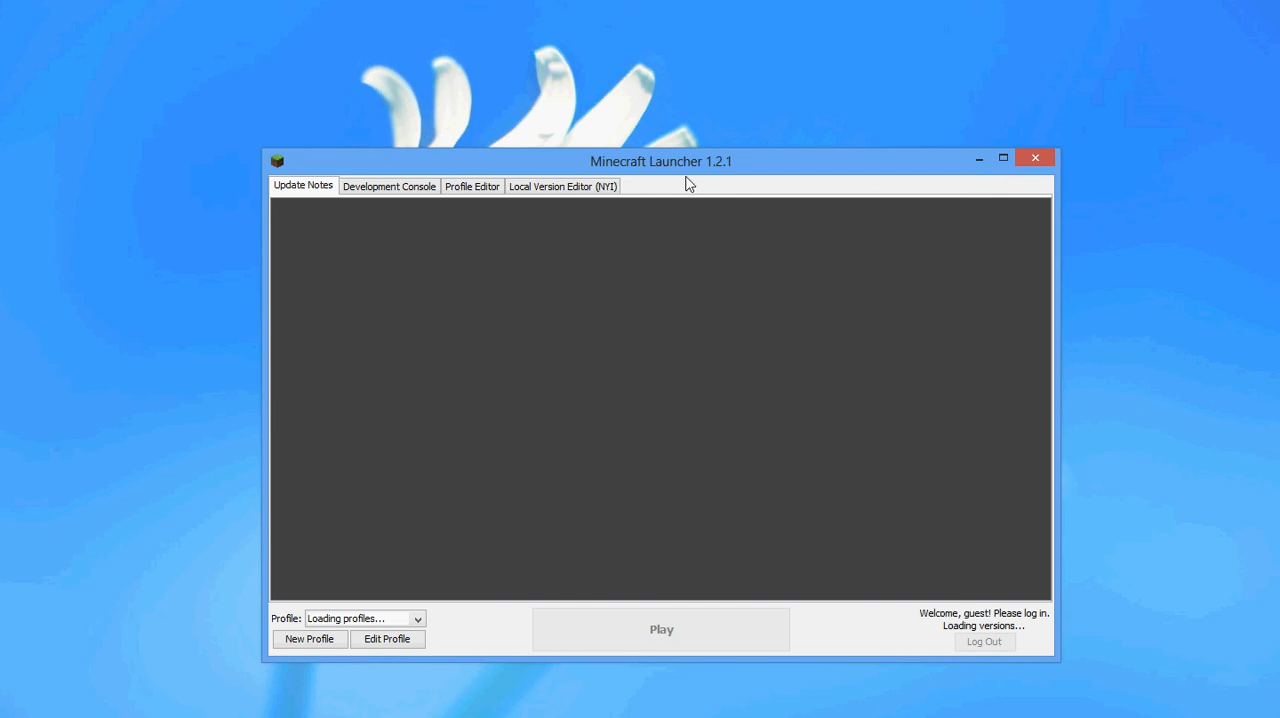 Minecraft Launcher 1.2.1
Update Notes Development Console Profile Editor Local Version Editor (NYI)
Profile: Loading profiles...
New Profile Edit Profile
Play
Welcome, guest! Please log in.
Loading versions...
Log Out